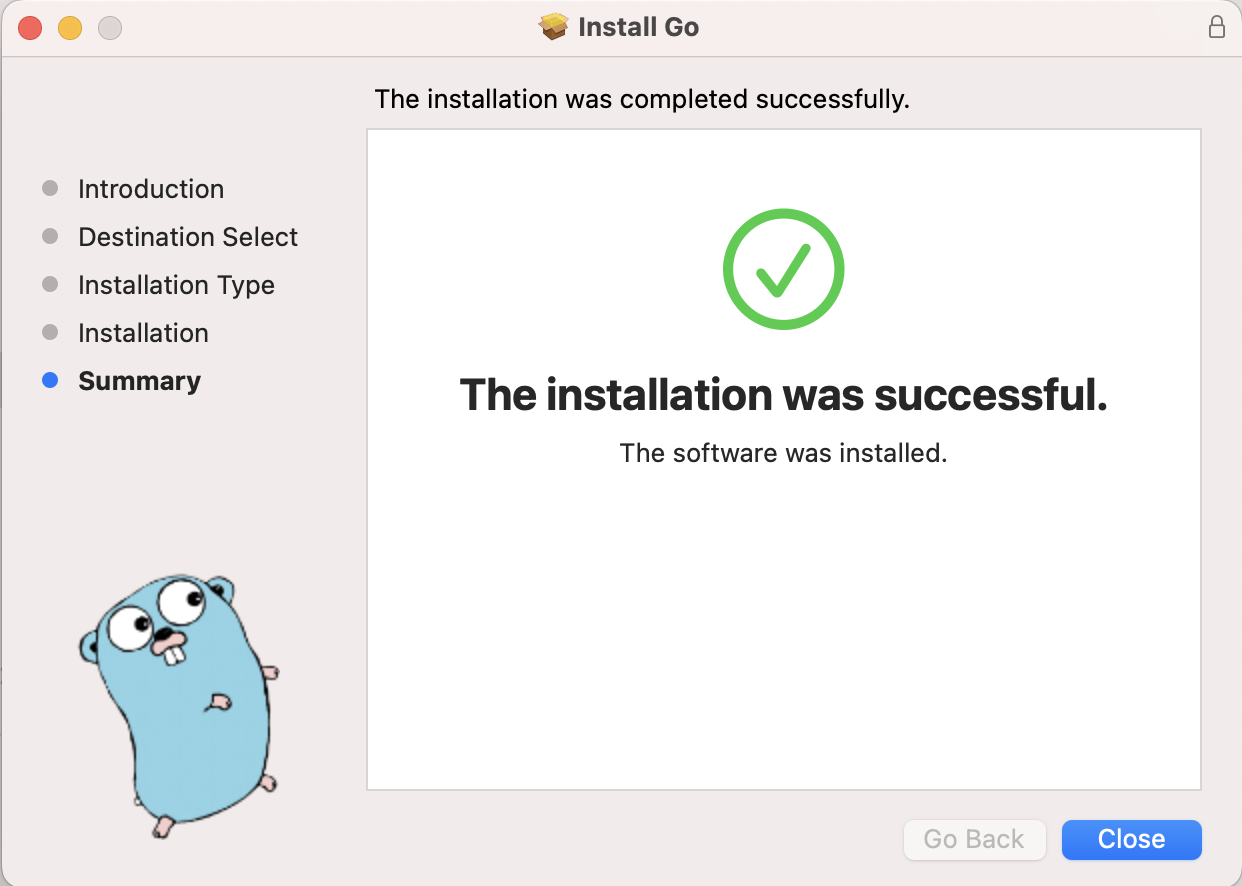 Install Go
The installation was completed successfully.
Introduction
Destination Select
Installation Type
Installation
Summary
The installation was successful.
The software was installed.
Go Back
Close